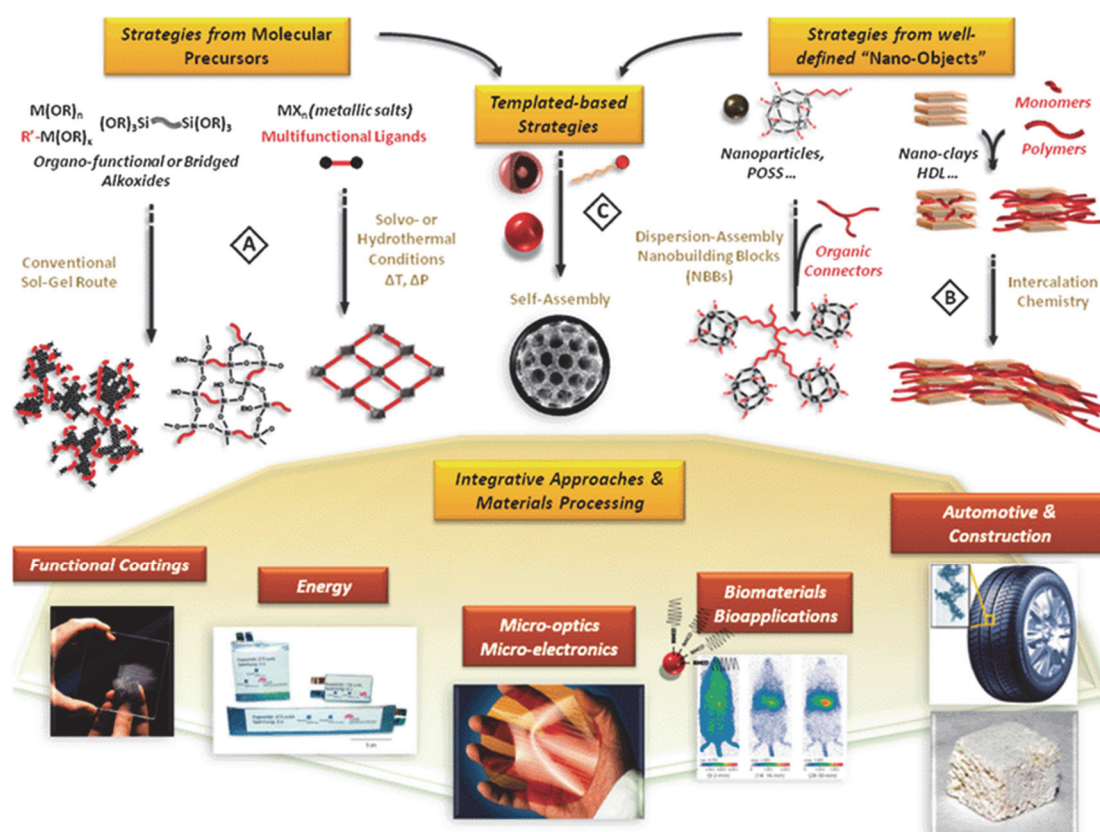 Strategies from Molecular
Precursors
Strategies from well-
defined “Nano-Objects”
Templated-based
Strategies
M(OR)n
R’-M(OR)x
(OR)3Si Si(OR)3
Organo-functional or Bridged
Alkoxides
MXn (metallic salts)
Multifunctional Ligands
Nanoparticles,
POSS...
Nano-clays
HDL...
Monomers
Polymers
Conventional
Sol-Gel Route
A
Solvo- or
Hydrothermal
Conditions
ΔT, ΔP
C
Self-Assembly
Dispersion-Assembly
Nanobuilding Blocks
(NBBs)
Organic
Connectors
B
Intercalation
Chemistry
Integrative Approaches &
Materials Processing
Functional Coatings
Energy
Micro-optics
Micro-electronics
Biomaterials
Bioapplications
Automotive &
Construction